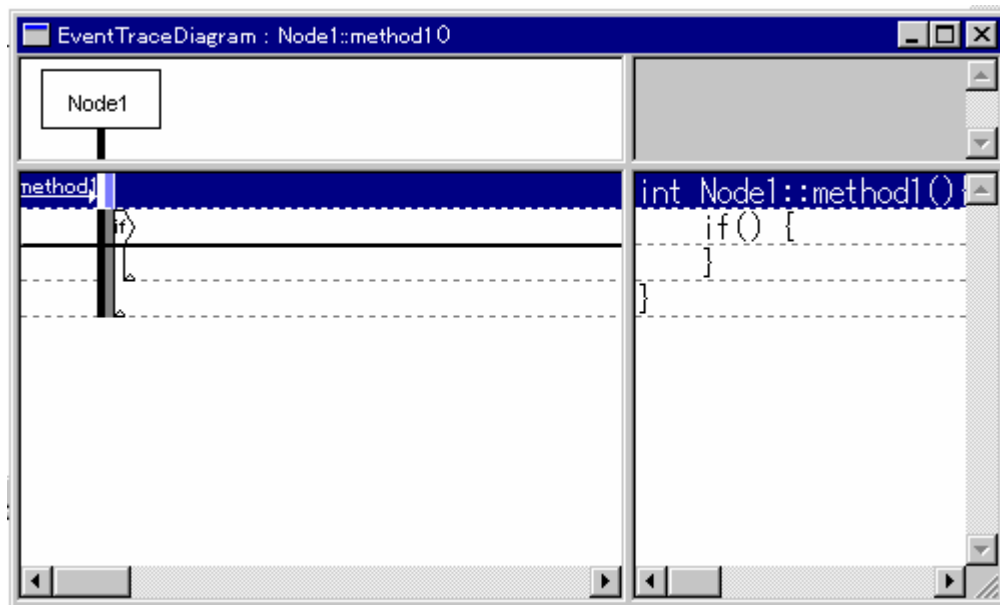 EventTraceDiagram : Node1::method1()
Node1
method1
if
int Node1::method1(){
if() {
}
}